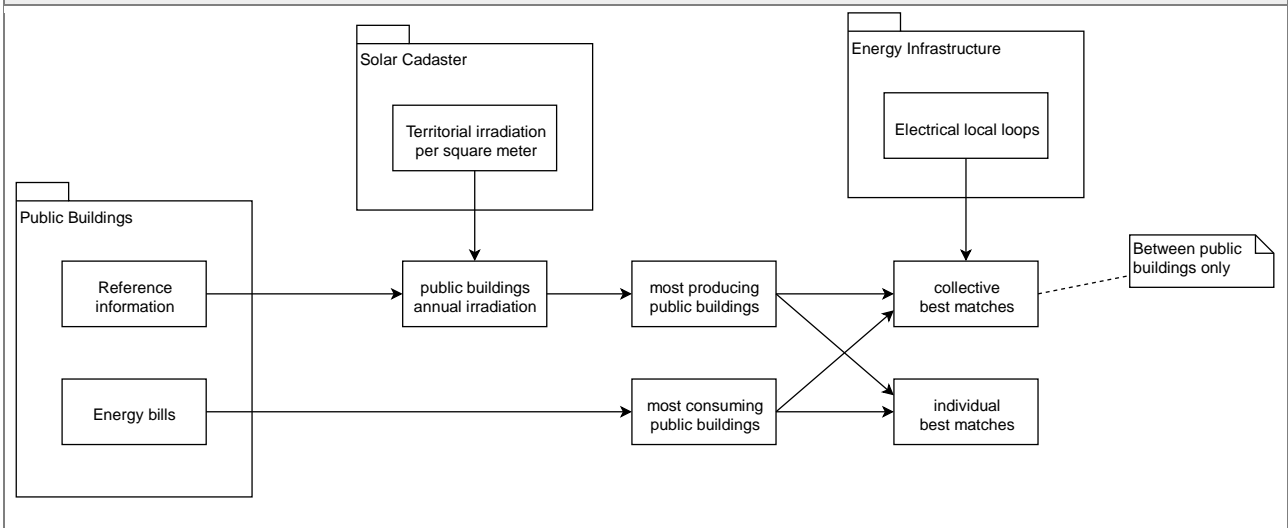 Solar Cadaster
Territorial irradiation
per square meter
Energy Infrastructure
Electrical local loops
Public Buildings
Reference
information
Energy bills
public buildings
annual irradiation
most producing
public buildings
most consuming
public buildings
collective
best matches
individual
best matches
Between public
buildings only